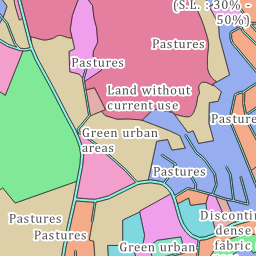 (S.L. : 30% -
50%)
Pastures
Pastures
Land without
current use
Pastures
Green urban
areas
Pastures
Pastures
Pastures
Discontin
dense
fabric
Green urban